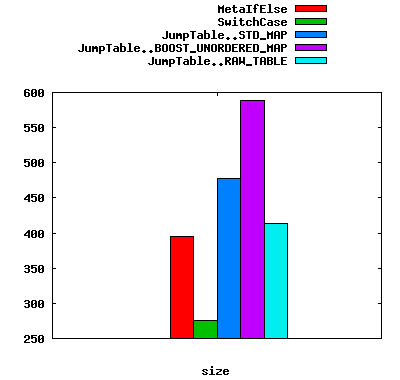 MetaIfElse
SwitchCase
JumpTable..STD_MAP
JumpTable..BOOST_UNORDERED_MAP
JumpTable..RAW_TABLE
600
550
500
450
400
350
300
250
size